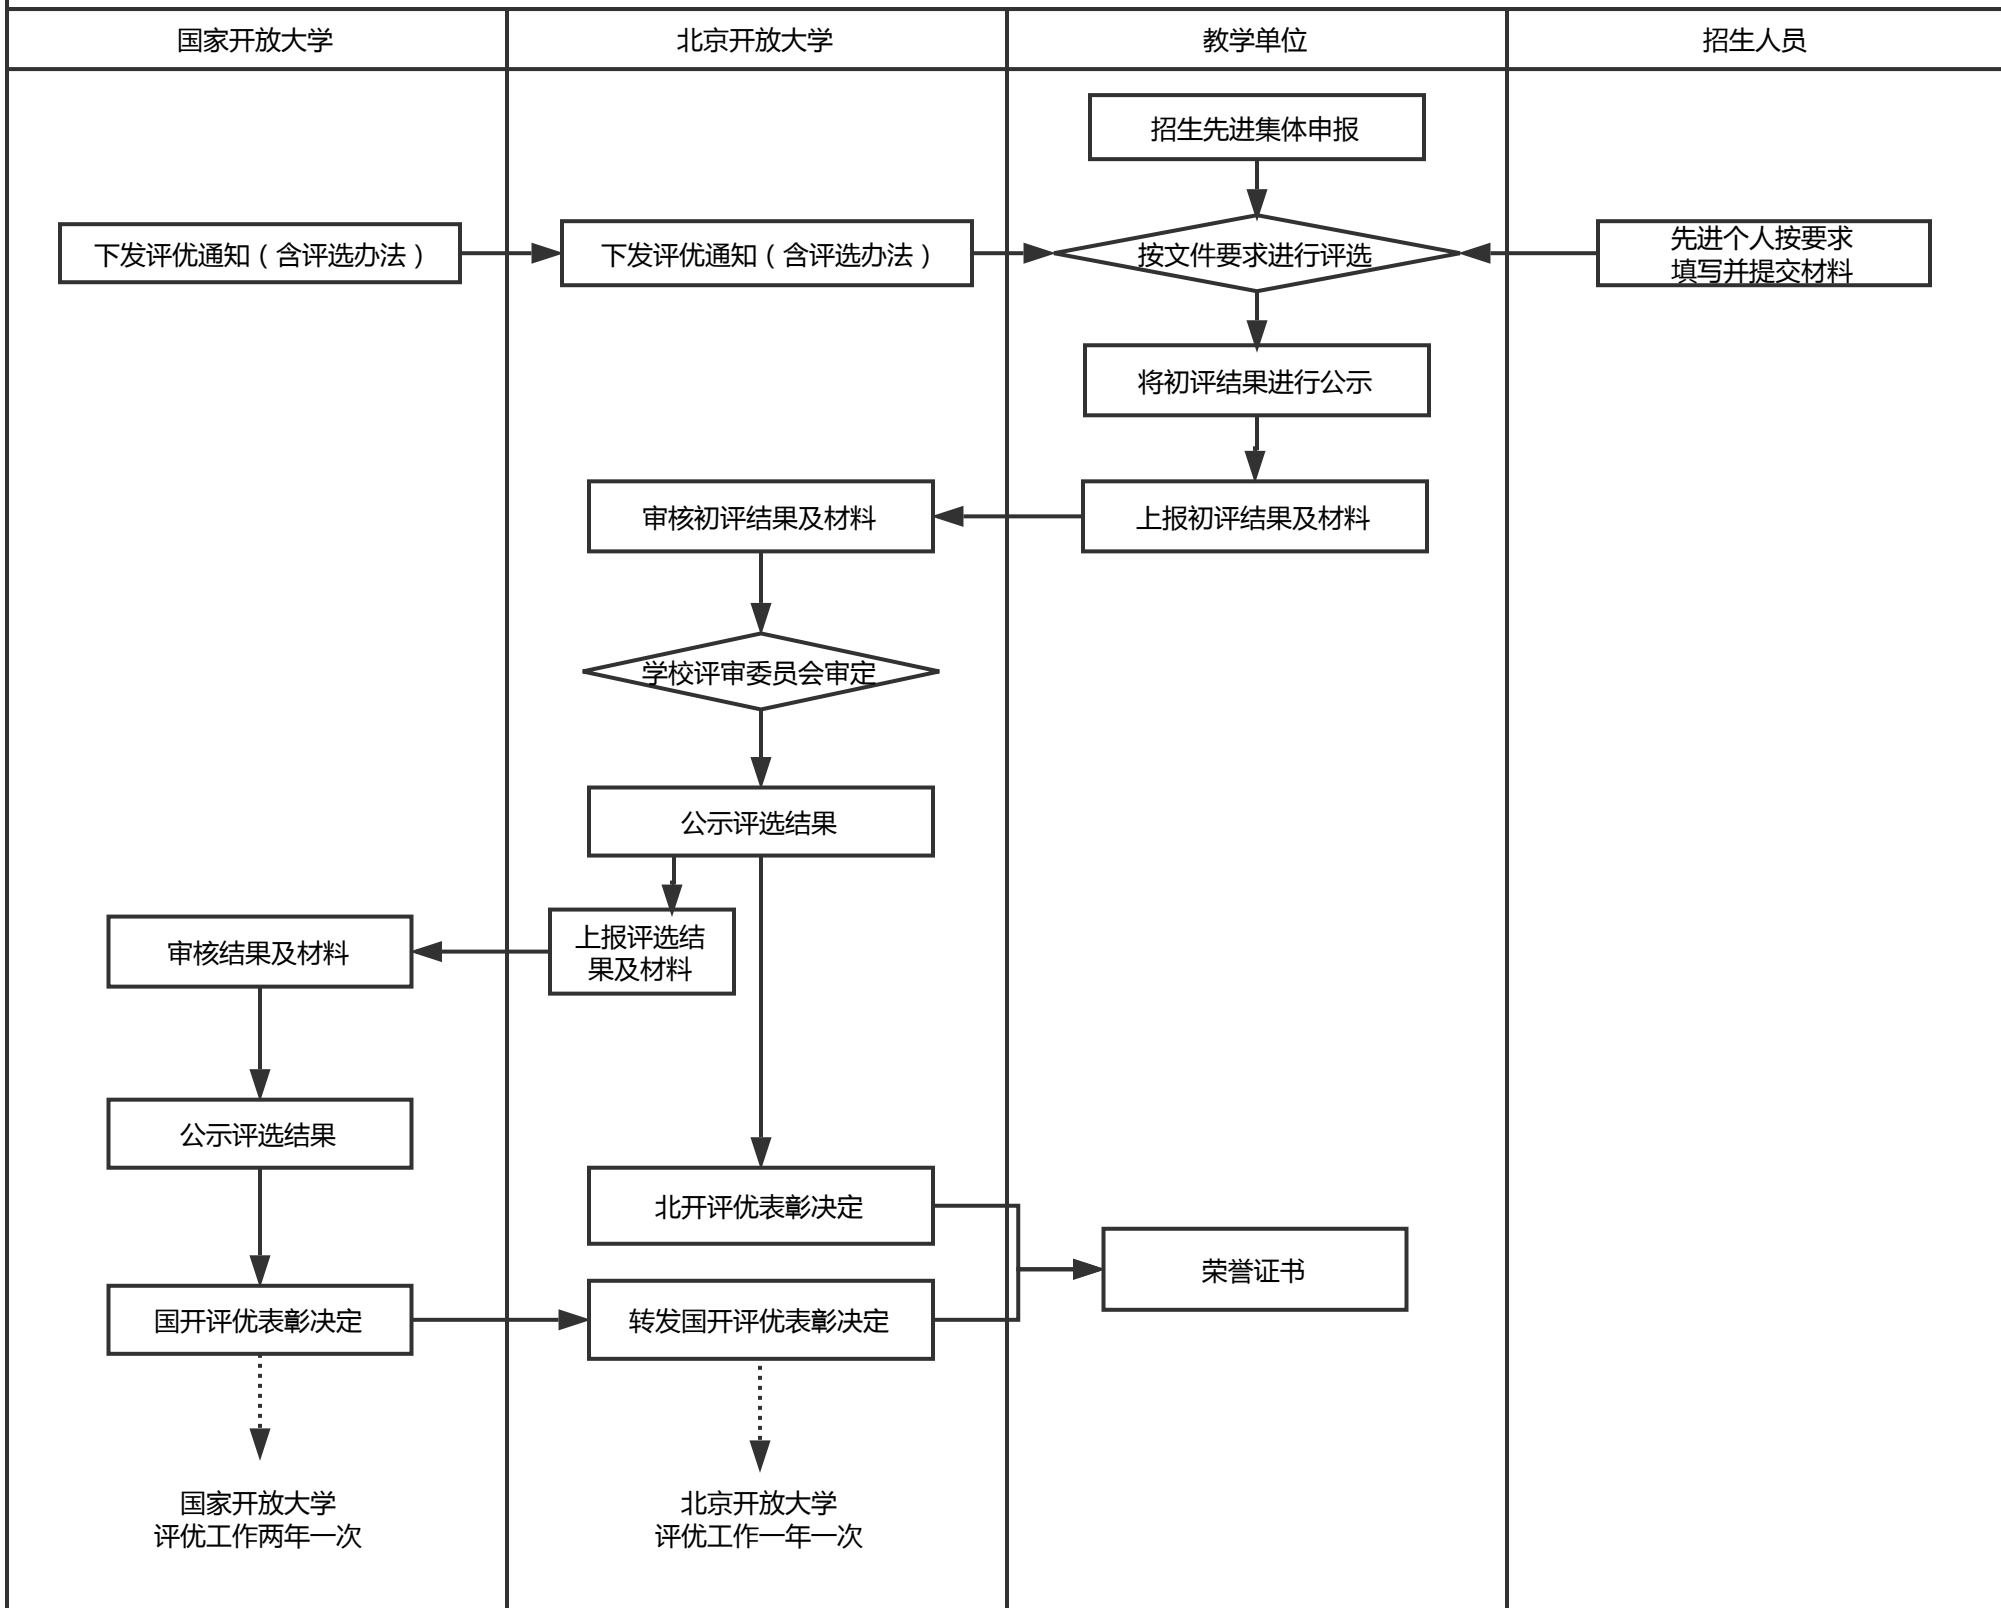 国家开放大学
北京开放大学
教学单位
招生人员
招生先进集体申报
下发评优通知（含评选办法）
下发评优通知（含评选办法）
按文件要求进行评选
先进个人按要求
填写并提交材料
将初评结果进行公示
审核初评结果及材料
上报初评结果及材料
学校评审委员会审定
公示评选结果
审核结果及材料
上报评选结
果及材料
公示评选结果
北开评优表彰决定
荣誉证书
国开评优表彰决定
转发国开评优表彰决定
国家开放大学
评优工作两年一次
北京开放大学
评优工作一年一次